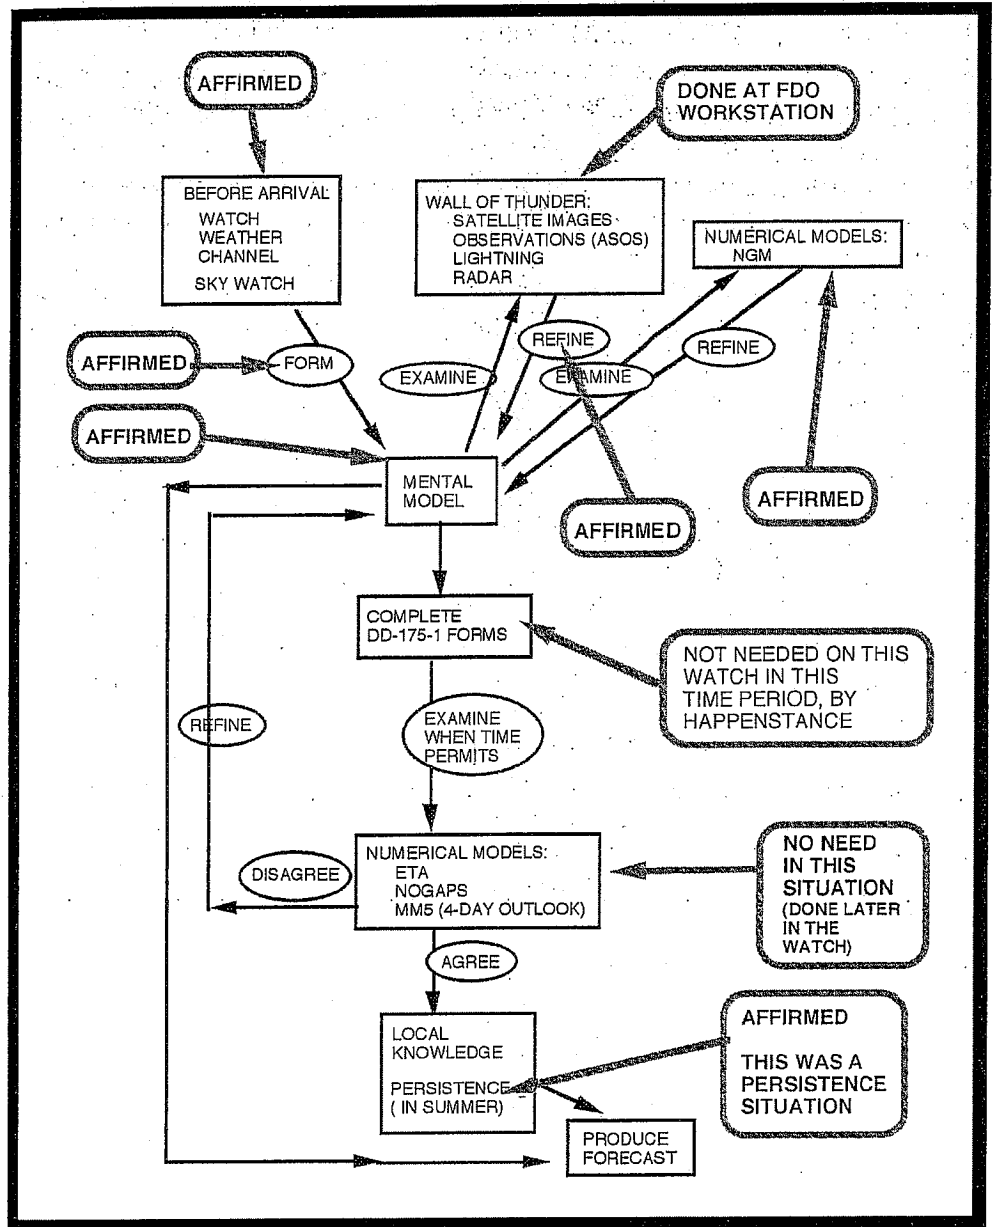 AFFIRMED
DONE AT FDO
WORKSTATION
BEFORE ARRIVAL
WATCH
WEATHER
CHANNEL
SKY WATCH
WALL OF THUNDER:
SATELLITE IMAGES
OBSERVATIONS (ASOS)
LIGHTNING
RADAR
NUMERICAL MODELS:
NGM
AFFIRMED
FORM
EXAMINE
REFINE
EXAMINE
REFINE
AFFIRMED
MENTAL
MODEL
AFFIRMED
AFFIRMED
COMPLETE
DD-175-1 FORMS
NOT NEEDED ON THIS
WATCH IN THIS
TIME PERIOD, BY
HAPPENSTANCE
REFINE
EXAMINE
WHEN TIME
PERMITS
DISAGREE
NUMERICAL MODELS:
ETA
NOGAPS
MM5 (4-DAY OUTLOOK)
NO NEED
IN THIS
SITUATION
(DONE LATER
IN THE
WATCH)
AGREE
LOCAL
KNOWLEDGE
PERSISTENCE
( IN SUMMER)
AFFIRMED
THIS WAS A
PERSISTENCE
SITUATION
PRODUCE
FORECAST